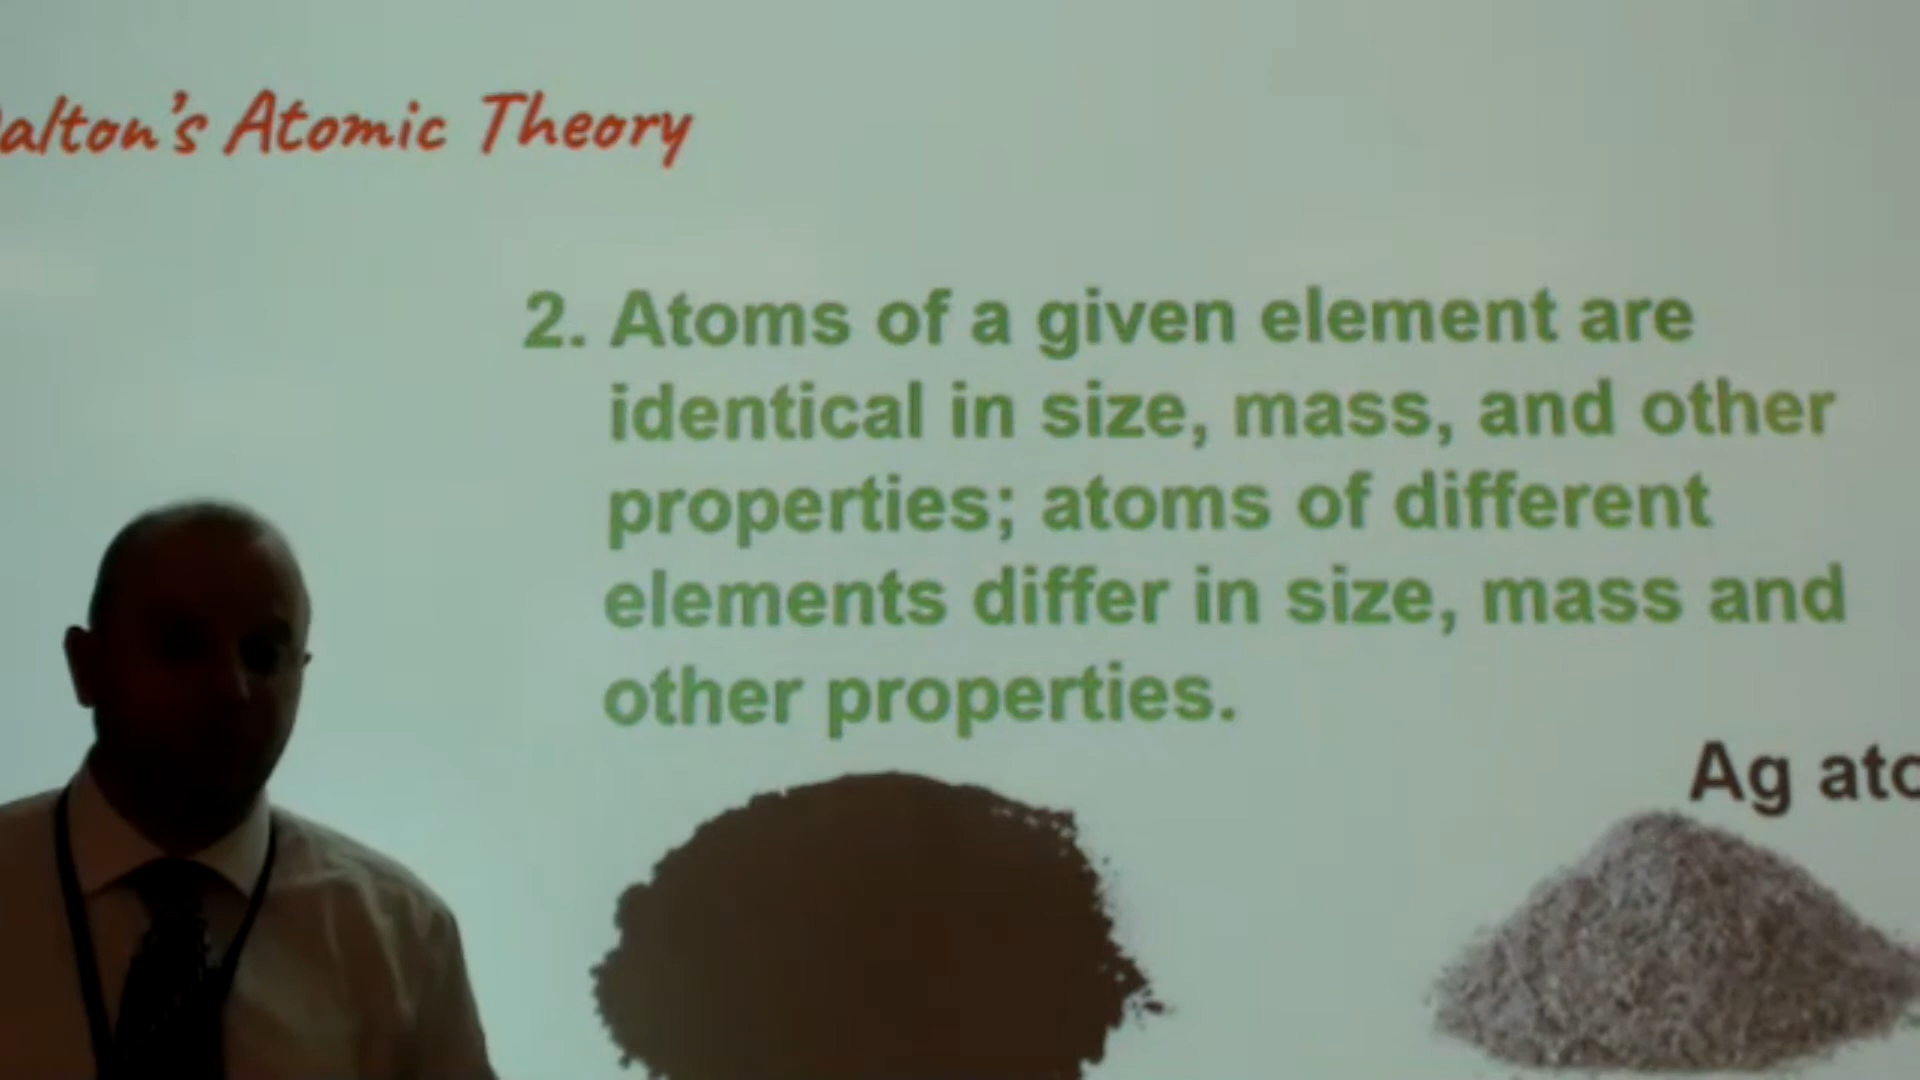 alton's Atomic Theory
2. Atoms of a given element are
identical in size, mass, and other
properties; atoms of different
elements differ in size, mass and
other properties.
Ag